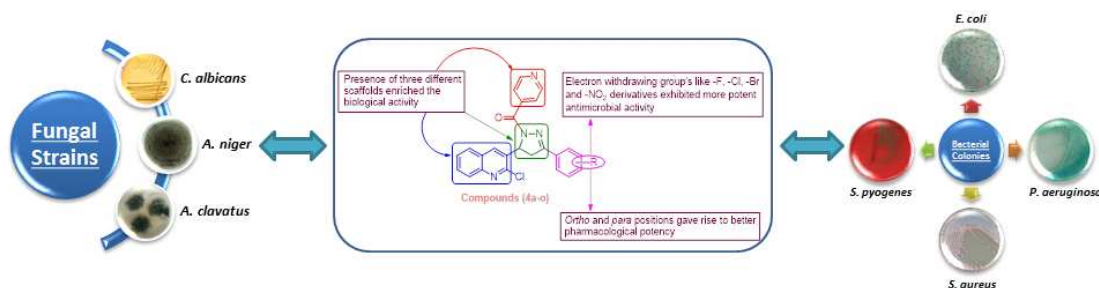 Fungal
Strains
C. albicans
A. niger
A. clavatus
Presence of three different
scaffolds enriched the
biological activity
Electron withdrawing group's like -F, -Cl, -Br
and -NO₂ derivatives exhibited more potent
antimicrobial activity
N
O
N-N
N
Cl
R
Compounds (4a-o)
Ortho and para positions gave rise to better
pharmacological potency
E. coli
Bacterial
Colonies
S. pyogenes
P. aeruginosa
S. aureus